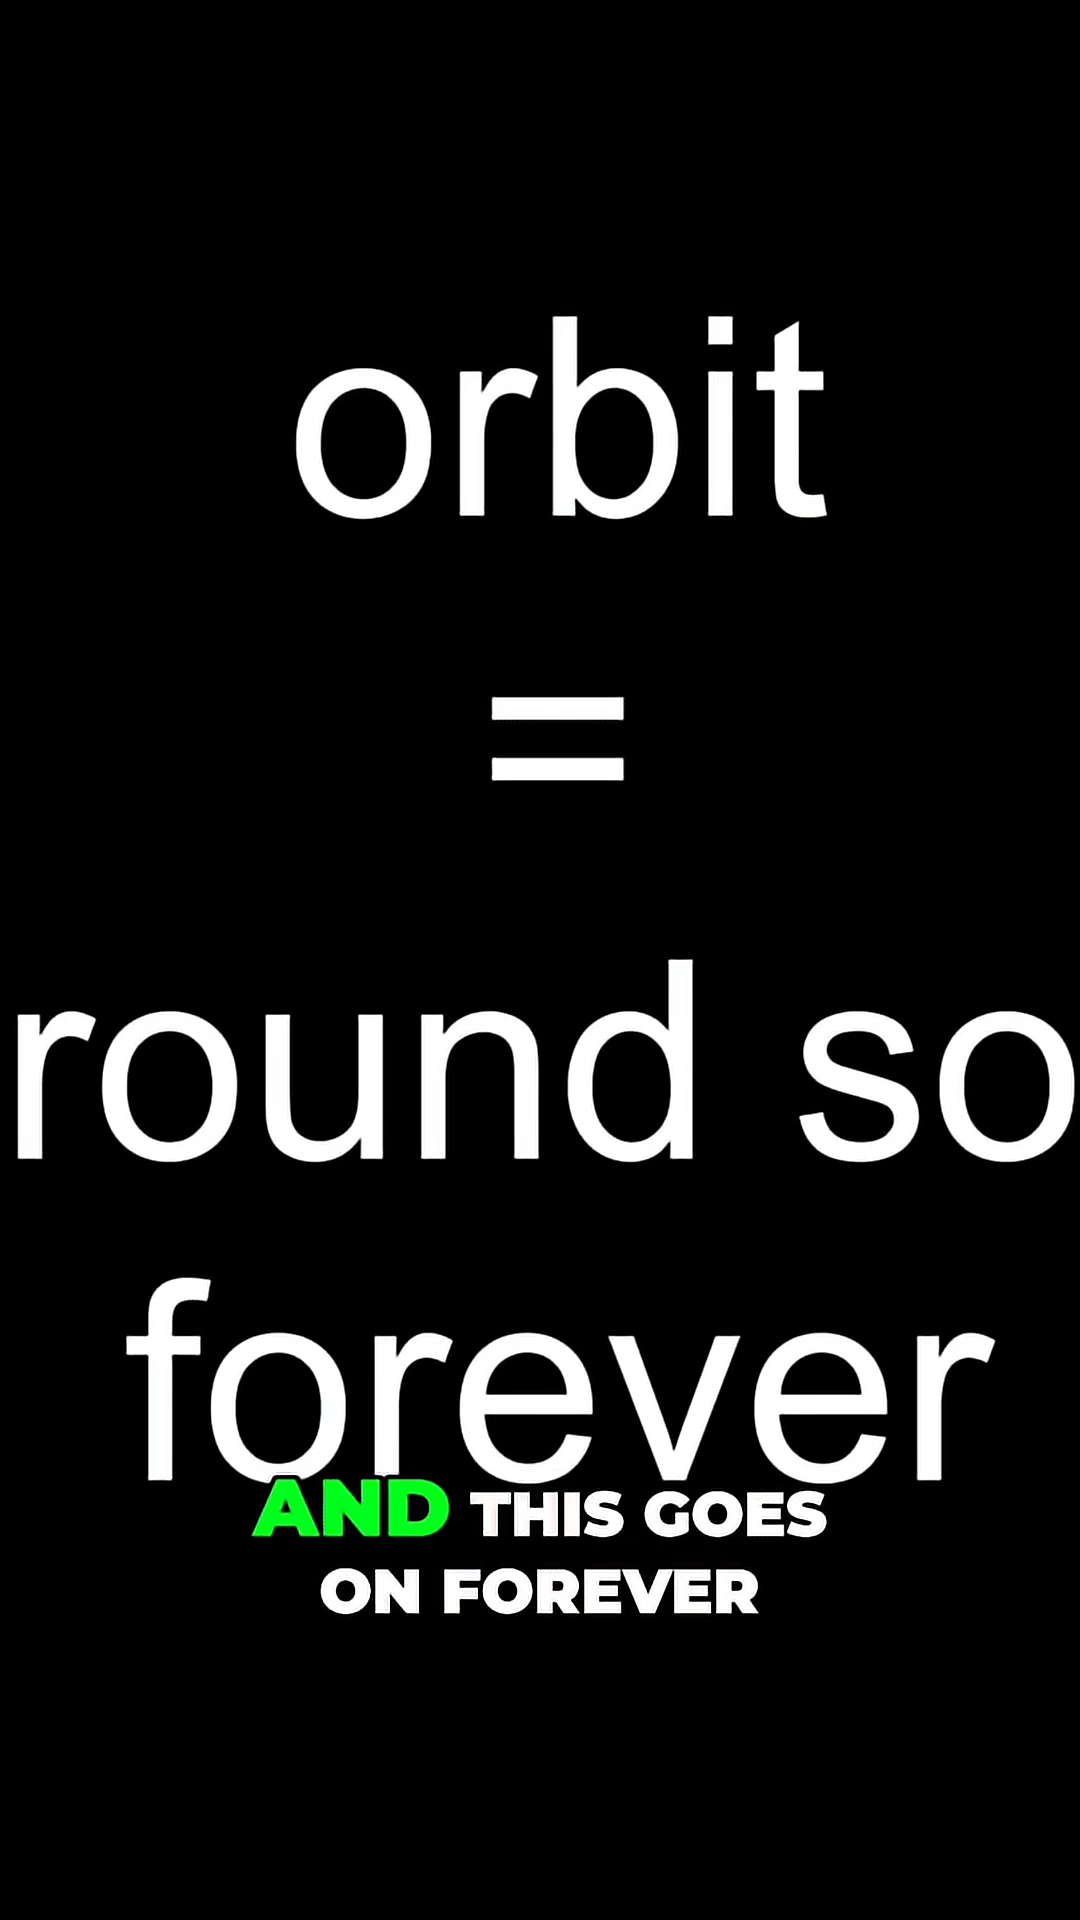 orbit
=
round so
forever
AND THIS GOES
ON FOREVER